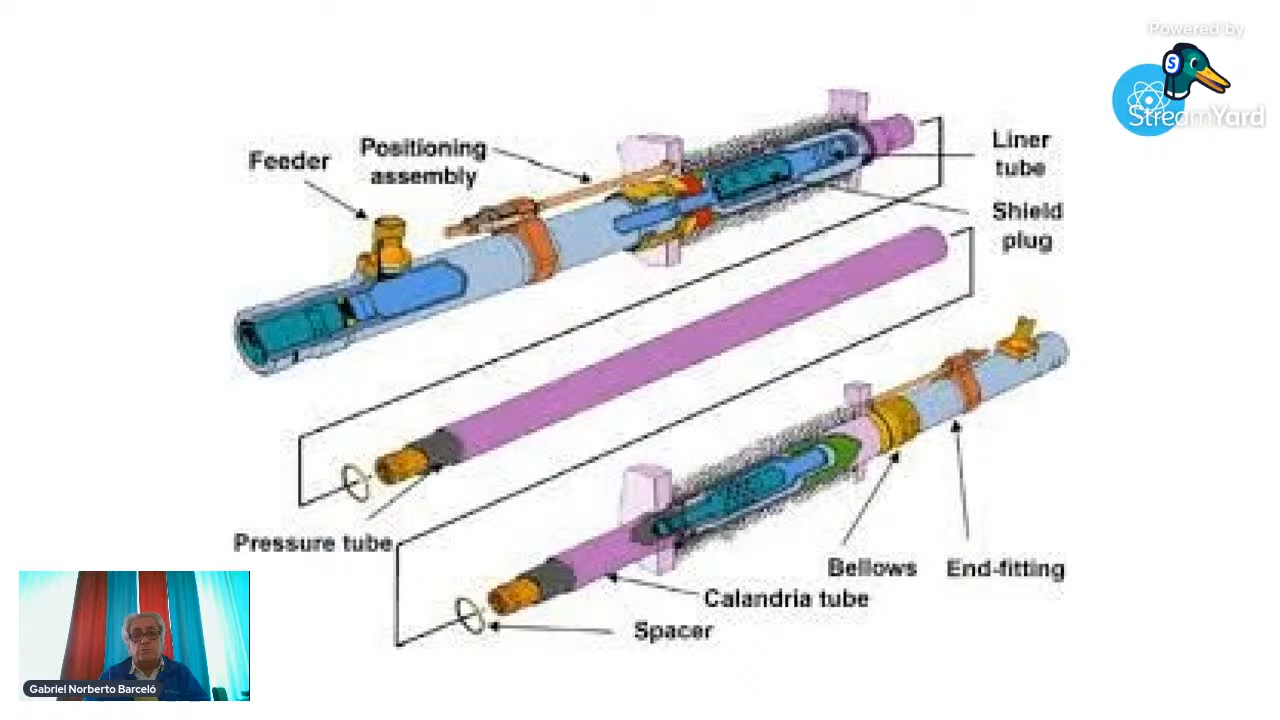 Powered by
StreamYard
Feeder
Positioning
assembly
Liner
tube
Shield
plug
Pressure tube
Bellows
End-fitting
Calandria tube
Spacer
Gabriel Norberto Barceló